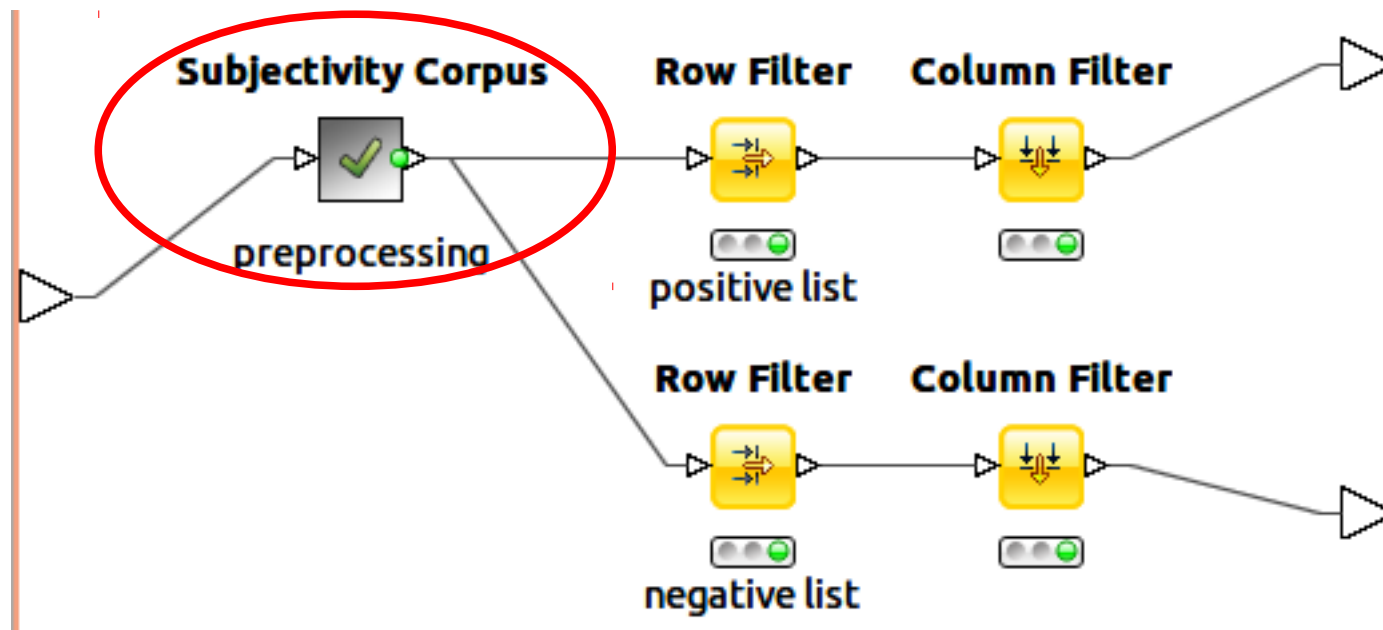 Subjectivity Corpus
preprocessing
Row Filter
positive list
Column Filter
Row Filter
negative list
Column Filter